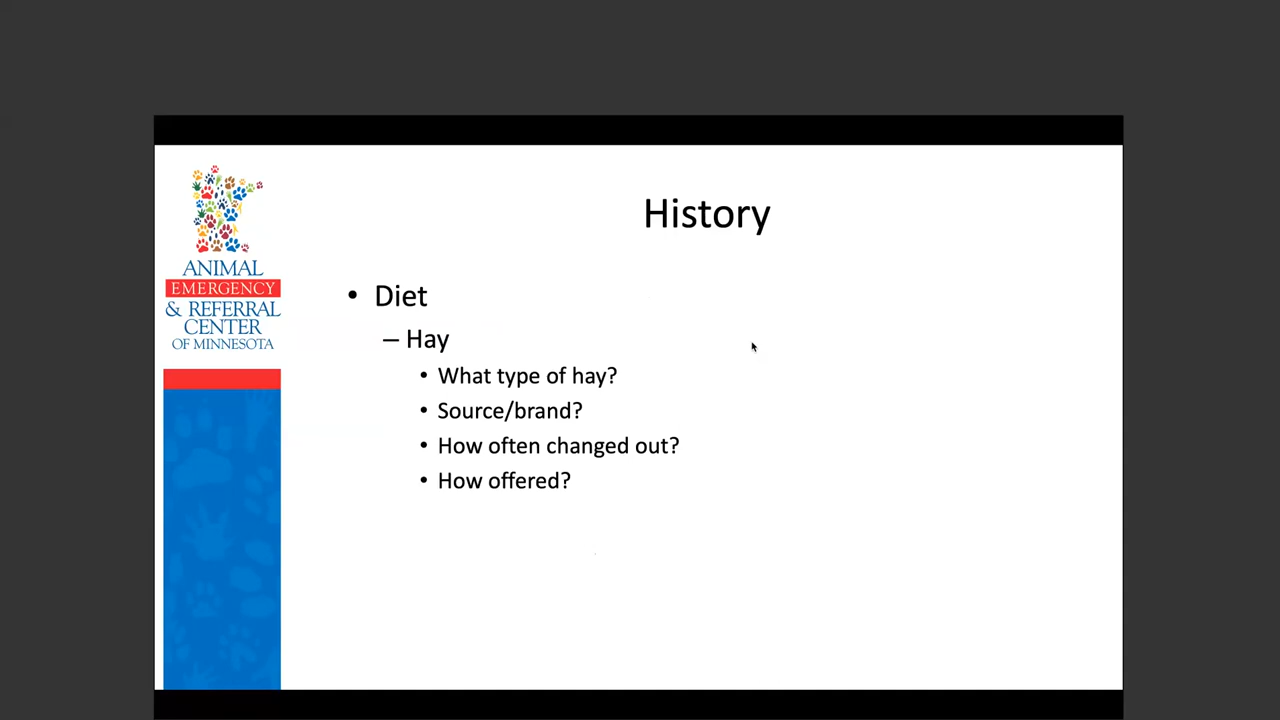 ANIMAL
EMERGENCY
& REFERRAL
CENTER
OF MINNESOTA
History
• Diet
– Hay
• What type of hay?
• Source/brand?
• How often changed out?
• How offered?